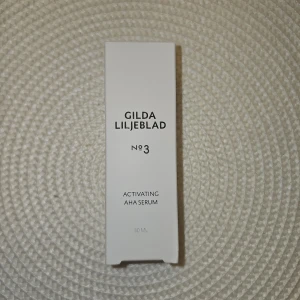 GILDA
LILJEBLAD
Nº3
ACTIVATING
AHA SERUM